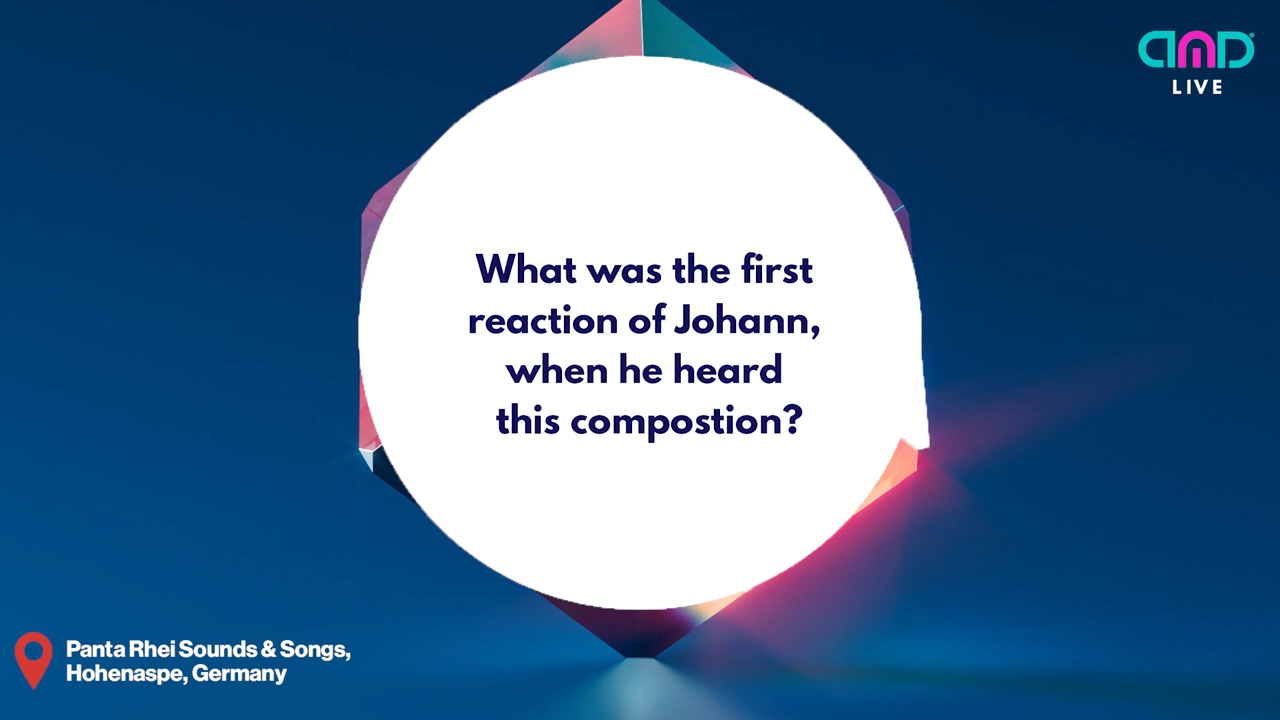 AMD
LIVE
What was the first
reaction of Johann,
when he heard
this compostion?
Panta Rhei Sounds & Songs,
Hohenaspe, Germany